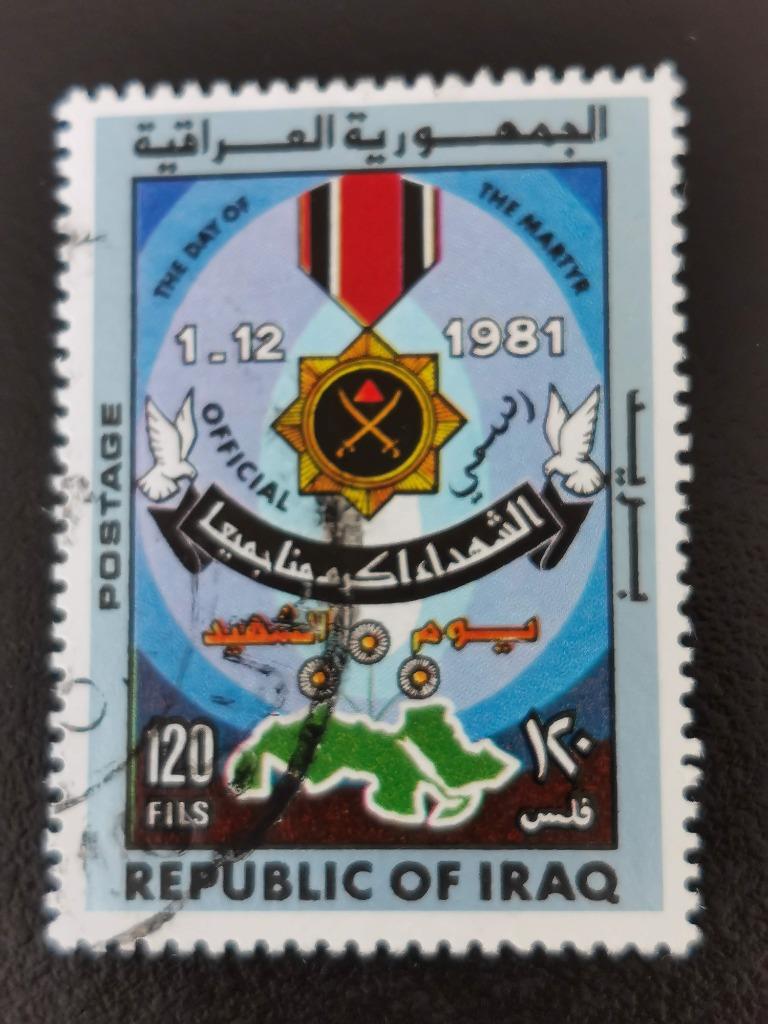 الجمهورية العراقية
THE DAY OF THE MARTYR
1-12 1981
OFFICIAL رسمي
POSTAGE
بريد
الشهداء اكرم منا جميعا
يوم الشهيد
120 ١٢٠
FILS فلس
REPUBLIC OF IRAQ